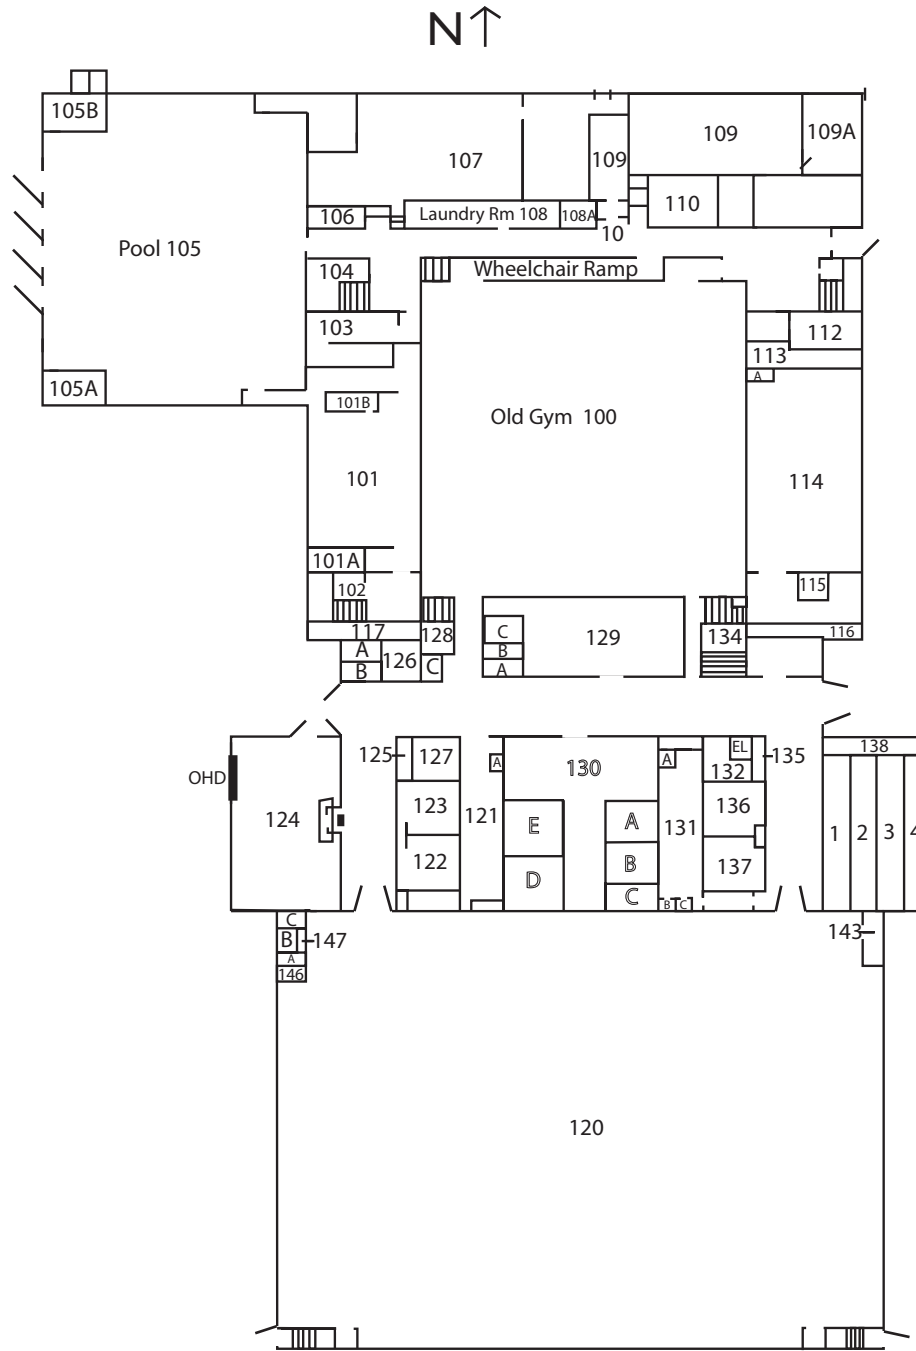 N
105B
107
109
109
109A
106
Laundry Rm 108
108A
110
10
Pool 105
104
Wheelchair Ramp
103
112
113
A
105A
101B
Old Gym 100
101
114
101A
102
115
117
128
C
129
134
116
A
126
B
B
C
A
125
127
A
130
A
EL
132
135
138
OHD
124
123
121
E
A
131
136
1
2
3
4
122
D
B
137
C
B
C
C
B
147
A
146
143
120